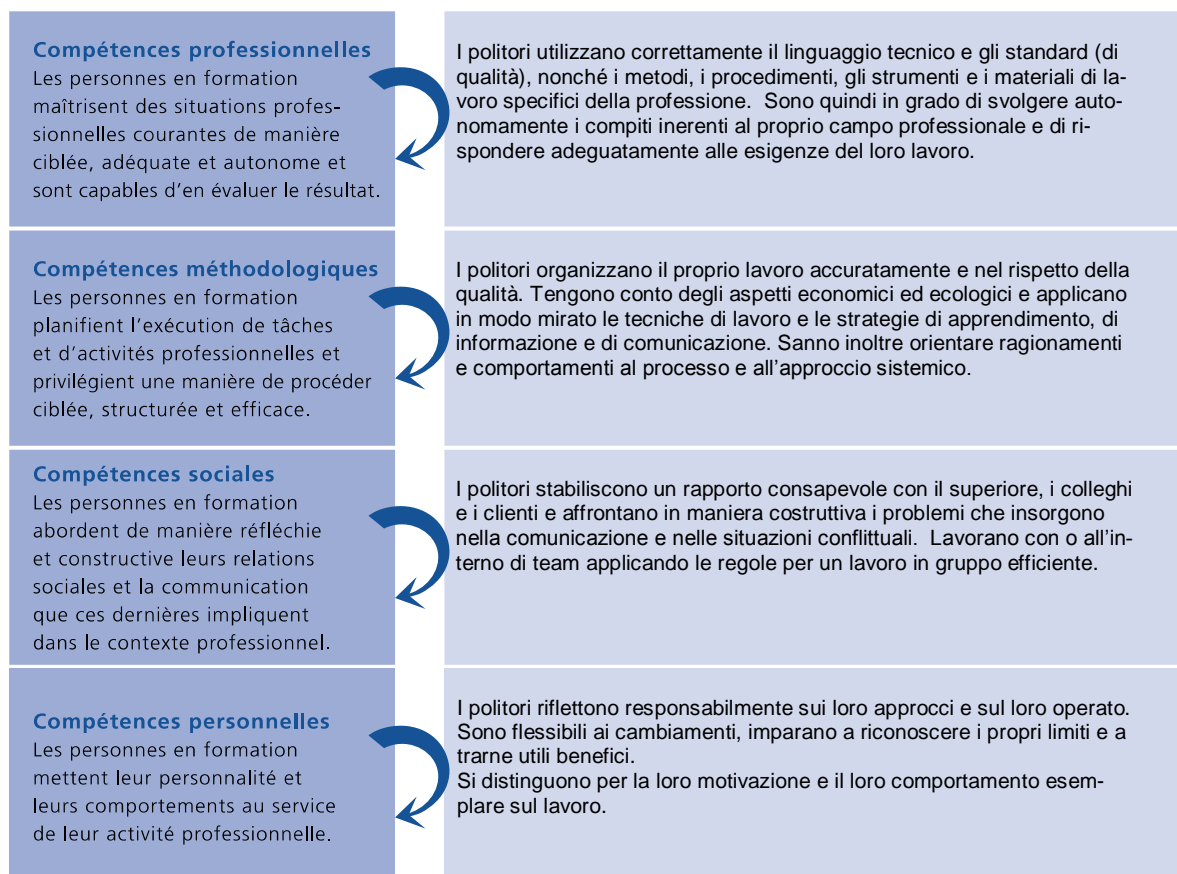 Compétences professionnelles
Les personnes en formation
maîtrisent des situations profes-
sionnelles courantes de manière
ciblée, adéquate et autonome et
sont capables d'en évaluer le résultat.
I politori utilizzano correttamente il linguaggio tecnico e gli standard (di
qualità), nonché i metodi, i procedimenti, gli strumenti e i materiali di la-
voro specifici della professione.  Sono quindi in grado di svolgere auto-
nomamente i compiti inerenti al proprio campo professionale e di ri-
spondere adeguatamente alle esigenze del loro lavoro.
Compétences méthodologiques
Les personnes en formation
planifient l'exécution de tâches
et d'activités professionnelles et
privilégient une manière de procéder
ciblée, structurée et efficace.
I politori organizzano il proprio lavoro accuratamente e nel rispetto della
qualità. Tengono conto degli aspetti economici ed ecologici e applicano
in modo mirato le tecniche di lavoro e le strategie di apprendimento, di
informazione e di comunicazione. Sanno inoltre orientare ragionamenti
e comportamenti al processo e all'approccio sistemico.
Compétences sociales
Les personnes en formation
abordent de manière réfléchie
et constructive leurs relations
sociales et la communication
que ces dernières impliquent
dans le contexte professionnel.
I politori stabiliscono un rapporto consapevole con il superiore, i colleghi
e i clienti e affrontano in maniera costruttiva i problemi che insorgono
nella comunicazione e nelle situazioni conflittuali.  Lavorano con o all'in-
terno di team applicando le regole per un lavoro in gruppo efficiente.
Compétences personnelles
Les personnes en formation
mettent leur personnalité et
leurs comportements au service
de leur activité professionnelle.
I politori riflettono responsabilmente sui loro approcci e sul loro operato.
Sono flessibili ai cambiamenti, imparano a riconoscere i propri limiti e a
trarne utili benefici.
Si distinguono per la loro motivazione e il loro comportamento esem-
plare sul lavoro.